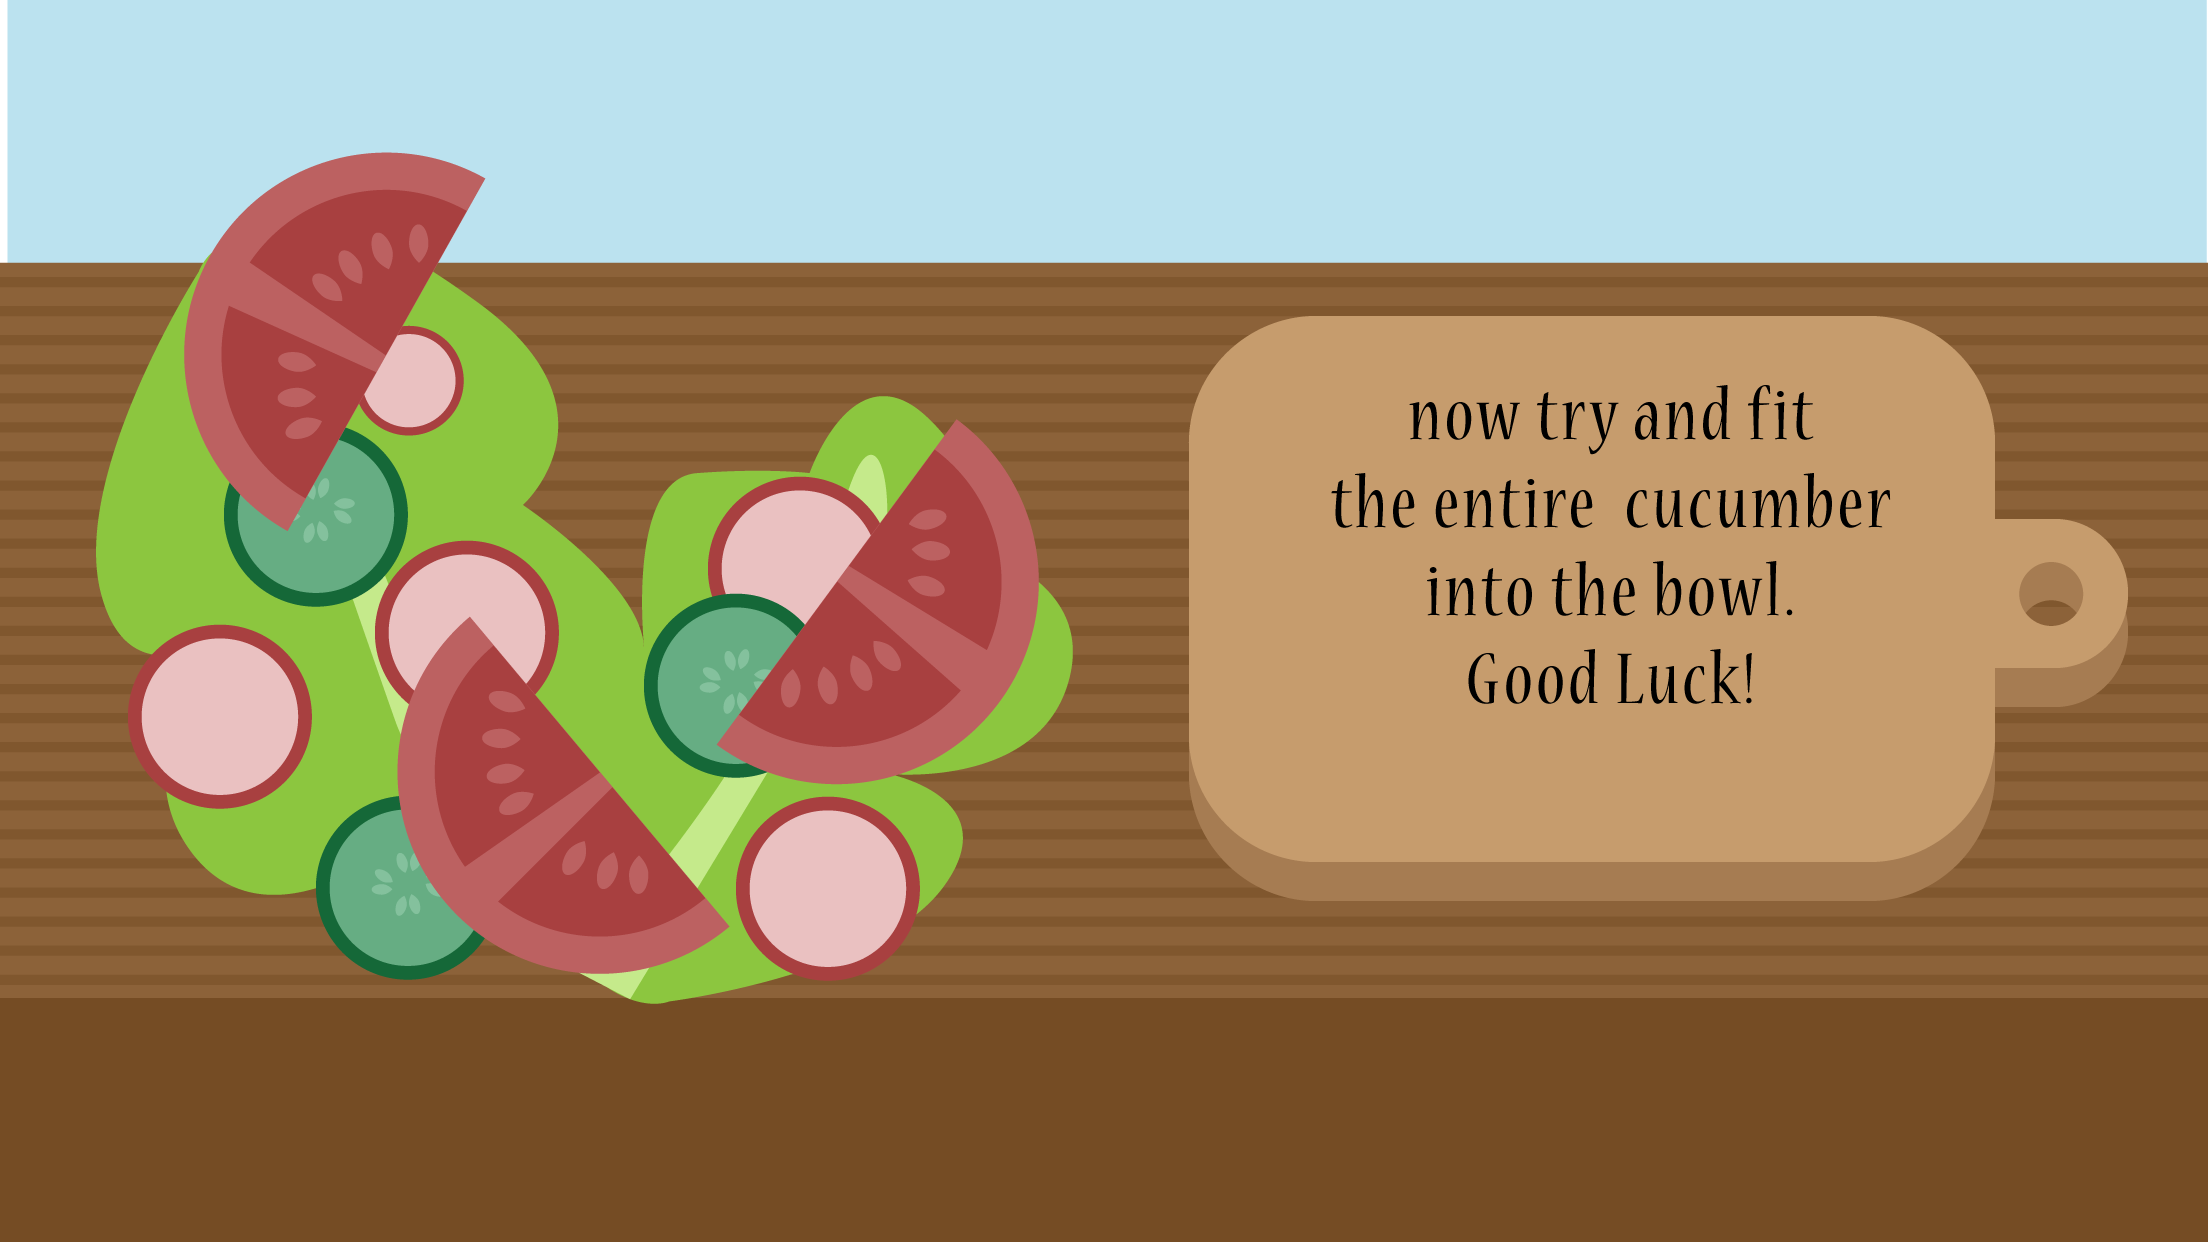 now try and fit
the entire  cucumber
into the bowl.
Good Luck!